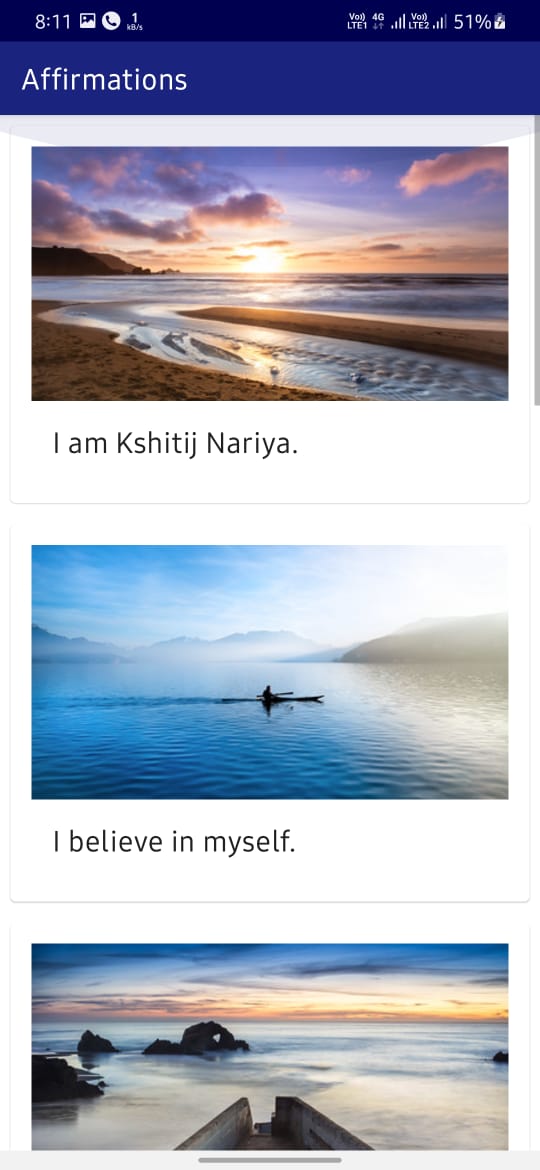 8:11 1 KB/s Vo)) LTE1 4G Vo)) LTE2 51%
Affirmations
I am Kshitij Nariya.
I believe in myself.